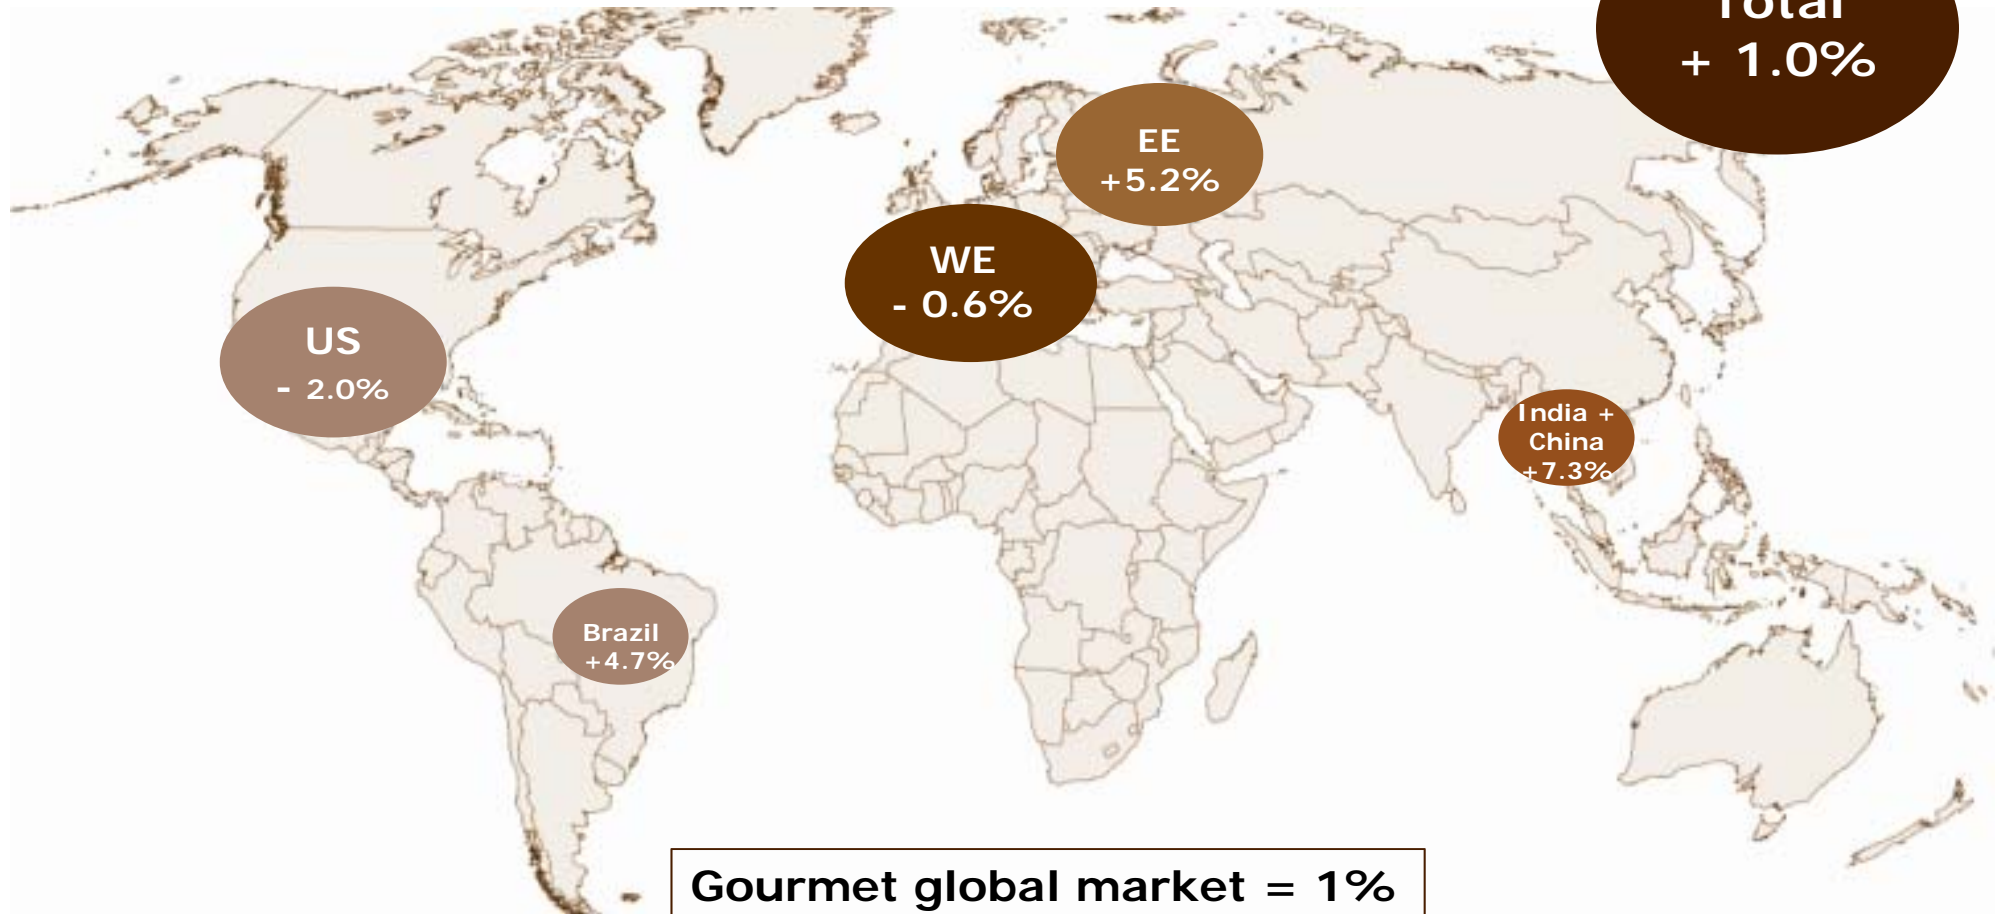 Total
+ 1.0%
EE
+5.2%
WE
- 0.6%
US
- 2.0%
India +
China
+7.3%
Brazil
+4.7%
Gourmet global market = 1%